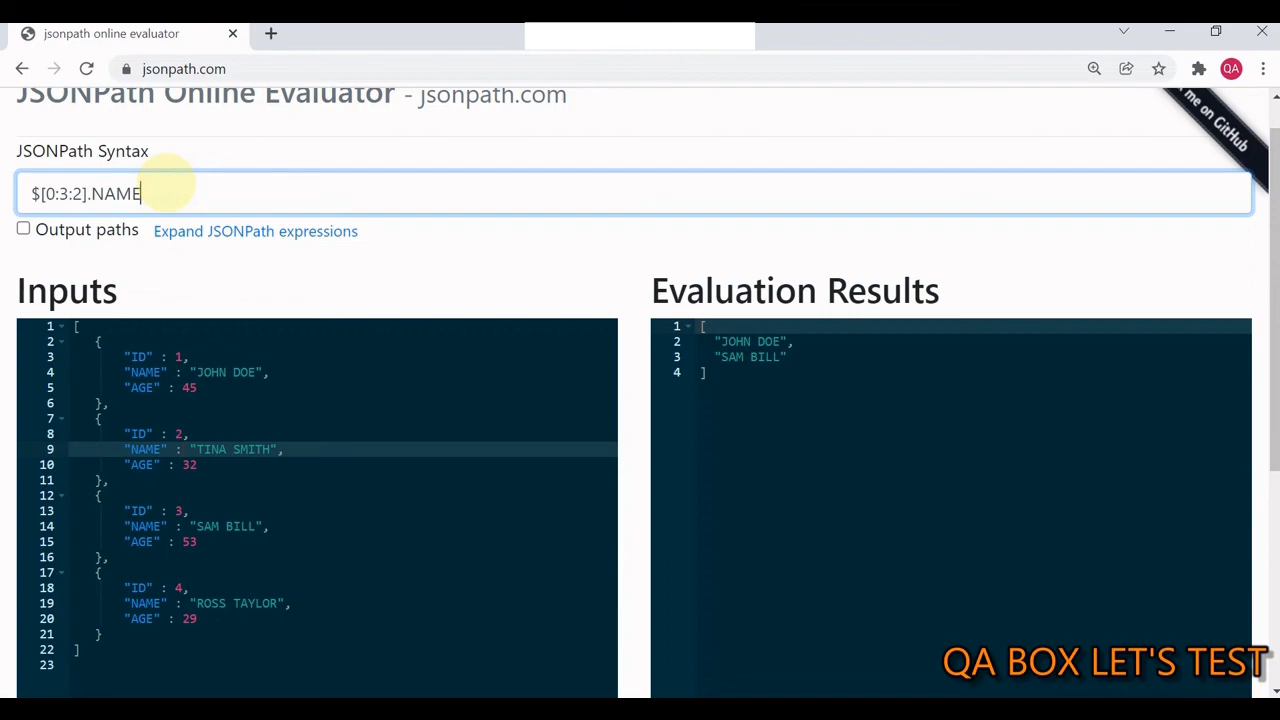 jsonpath online evaluator
jsonpath.com
QA
JSONPath Online Evaluator - jsonpath.com
me on GitHub
JSONPath Syntax
$[0:3:2].NAME
Output paths Expand JSONPath expressions
Inputs
1 [
2 {
3 "ID" : 1,
4 "NAME" : "JOHN DOE",
5 "AGE" : 45
6 },
7 {
8 "ID" : 2,
9 "NAME" : "TINA SMITH",
10 "AGE" : 32
11 },
12 {
13 "ID" : 3,
14 "NAME" : "SAM BILL",
15 "AGE" : 53
16 },
17 {
18 "ID" : 4,
19 "NAME" : "ROSS TAYLOR",
20 "AGE" : 29
21 }
22 ]
23
Evaluation Results
1 [
2 "JOHN DOE",
3 "SAM BILL"
4 ]
QA BOX LET'S TEST